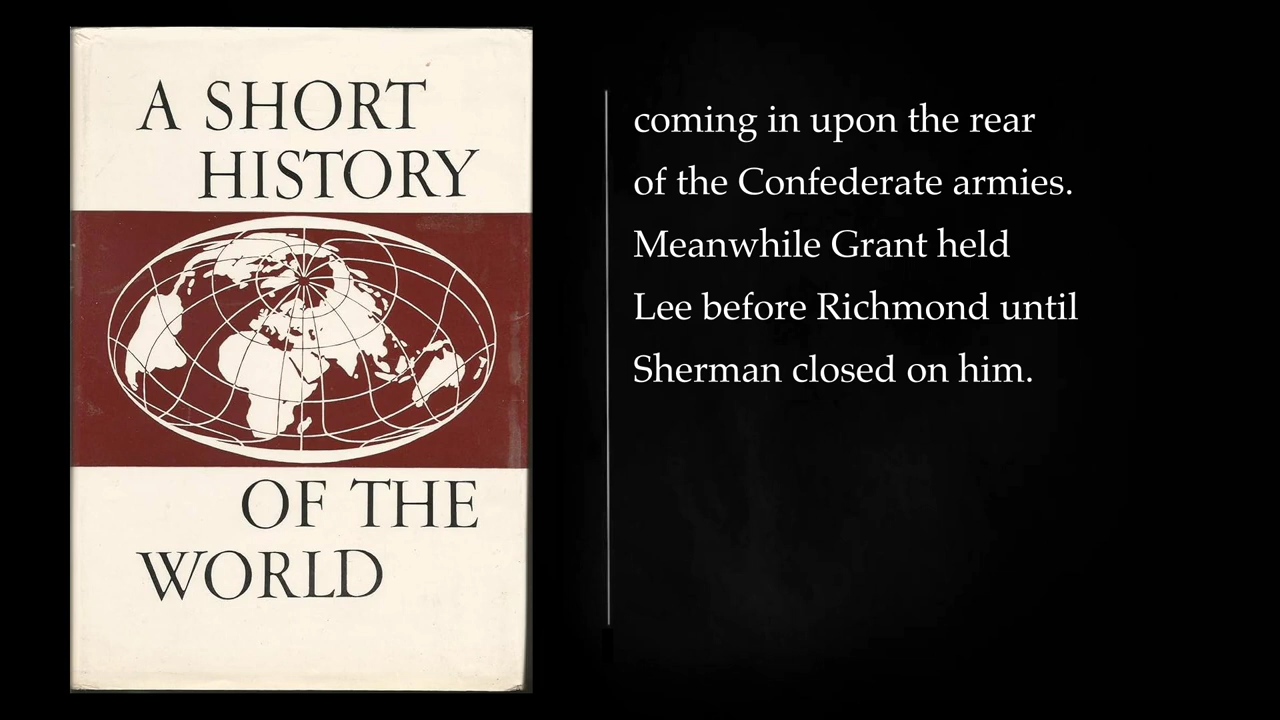 A SHORT
HISTORY
OF THE
WORLD
coming in upon the rear
of the Confederate armies.
Meanwhile Grant held
Lee before Richmond until
Sherman closed on him.